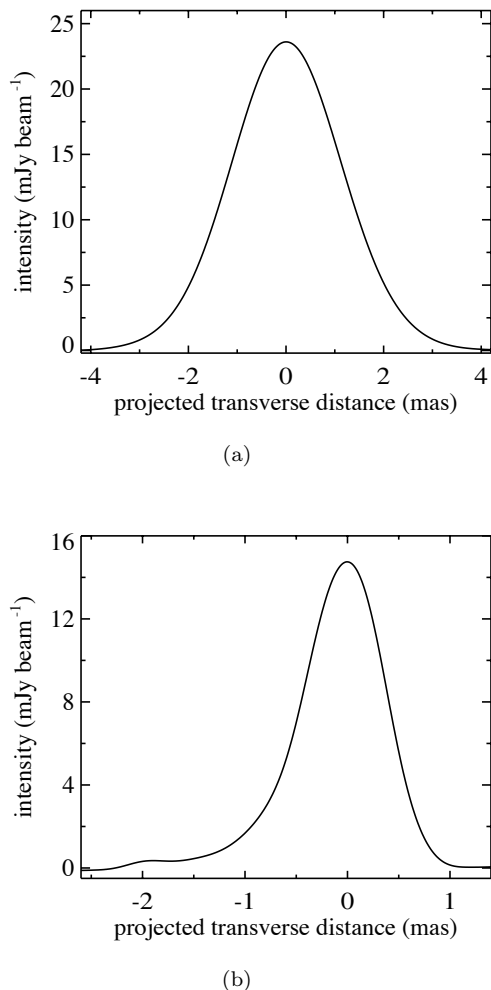 25
20
15
10
5
0
intensity (mJy beam⁻¹)
-4 -2 0 2 4
projected transverse distance (mas)
(a)
16
12
8
4
0
intensity (mJy beam⁻¹)
-2 -1 0 1
projected transverse distance (mas)
(b)